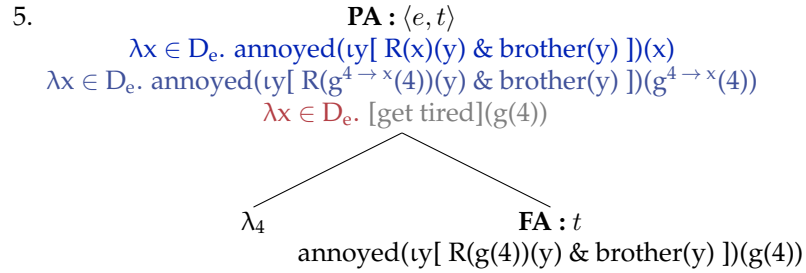 5. PA : ⟨e, t⟩
λx ∈ Dₑ. annoyed(ιy[ R(x)(y) & brother(y) ])(x)
λx ∈ Dₑ. annoyed(ιy[ R(g⁴ → ˣ(4))(y) & brother(y) ])(g⁴ → ˣ(4))
λx ∈ Dₑ. [get tired](g(4))
λ₄ FA : t
annoyed(ιy[ R(g(4))(y) & brother(y) ])(g(4))